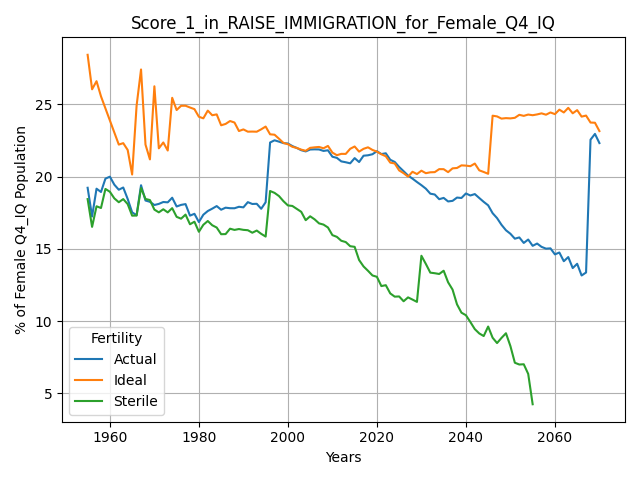 Score_1_in_RAISE_IMMIGRATION_for_Female_Q4_IQ
% of Female Q4_IQ Population
25
20
15
10
5
Fertility
Actual
Ideal
Sterile
1960 1980 2000 2020 2040 2060
Years